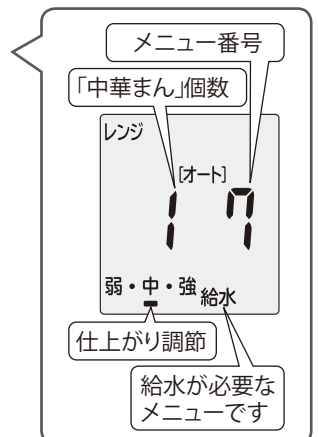 メニュー番号
「中華まん」個数
レンジ
[オート]
1 7
弱・中・強 給水
仕上がり調節
給水が必要な
メニューです